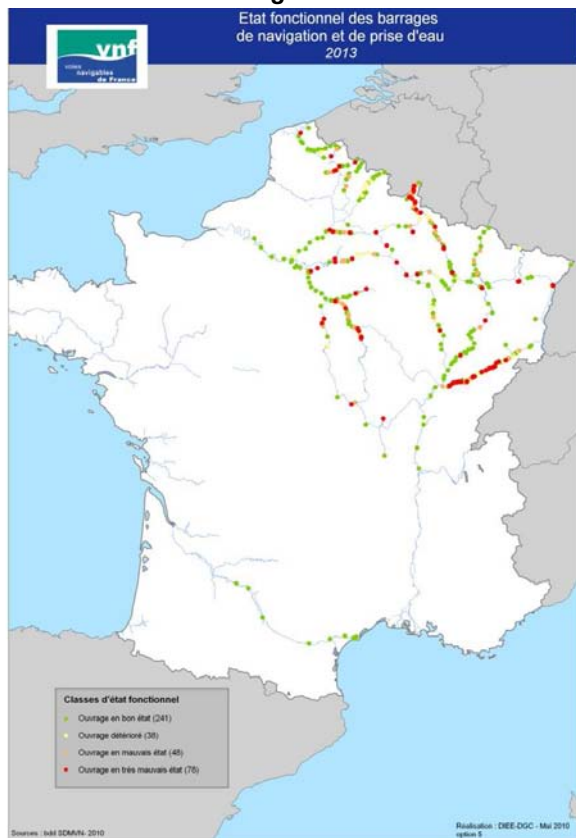 Etat fonctionnel des barrages
de navigation et de prise d'eau
2013
vnf
voies
navigables
de France
Classes d'état fonctionnel
Ouvrage en bon état (241)
Ouvrage détérioré (38)
Ouvrage en mauvais état (48)
Ouvrage en très mauvais état (78)
Sources : bdd SDMVN- 2010
Réalisation : DIEE-DGC - Mai 2010
option 5